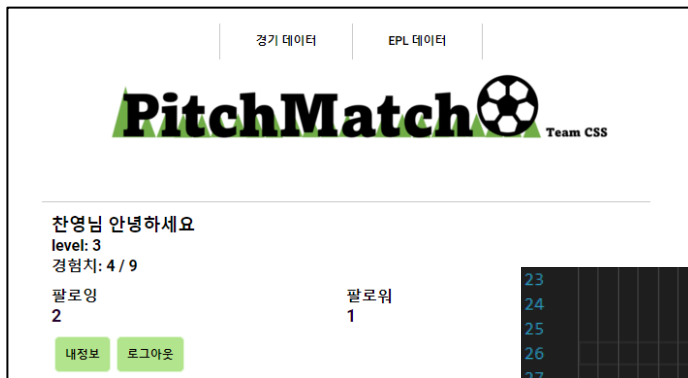 경기 데이터 EPL 데이터
PitchMatch Team CSS
찬영님 안녕하세요
level: 3
경험치: 4 / 9
팔로잉 팔로워
2 1
내정보 로그아웃
23
24
25
26
27